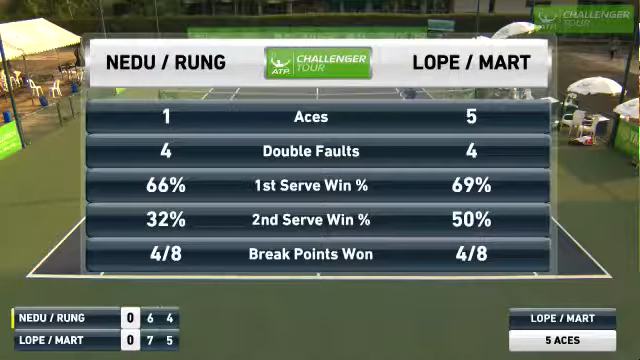 CHALLENGER
TOUR
NEDU / RUNG
ATP
CHALLENGER
TOUR
LOPE / MART
1 Aces 5
4 Double Faults 4
66% 1st Serve Win % 69%
32% 2nd Serve Win % 50%
4/8 Break Points Won 4/8
NEDU / RUNG 0 6 4
LOPE / MART 0 7 5
LOPE / MART
5 ACES